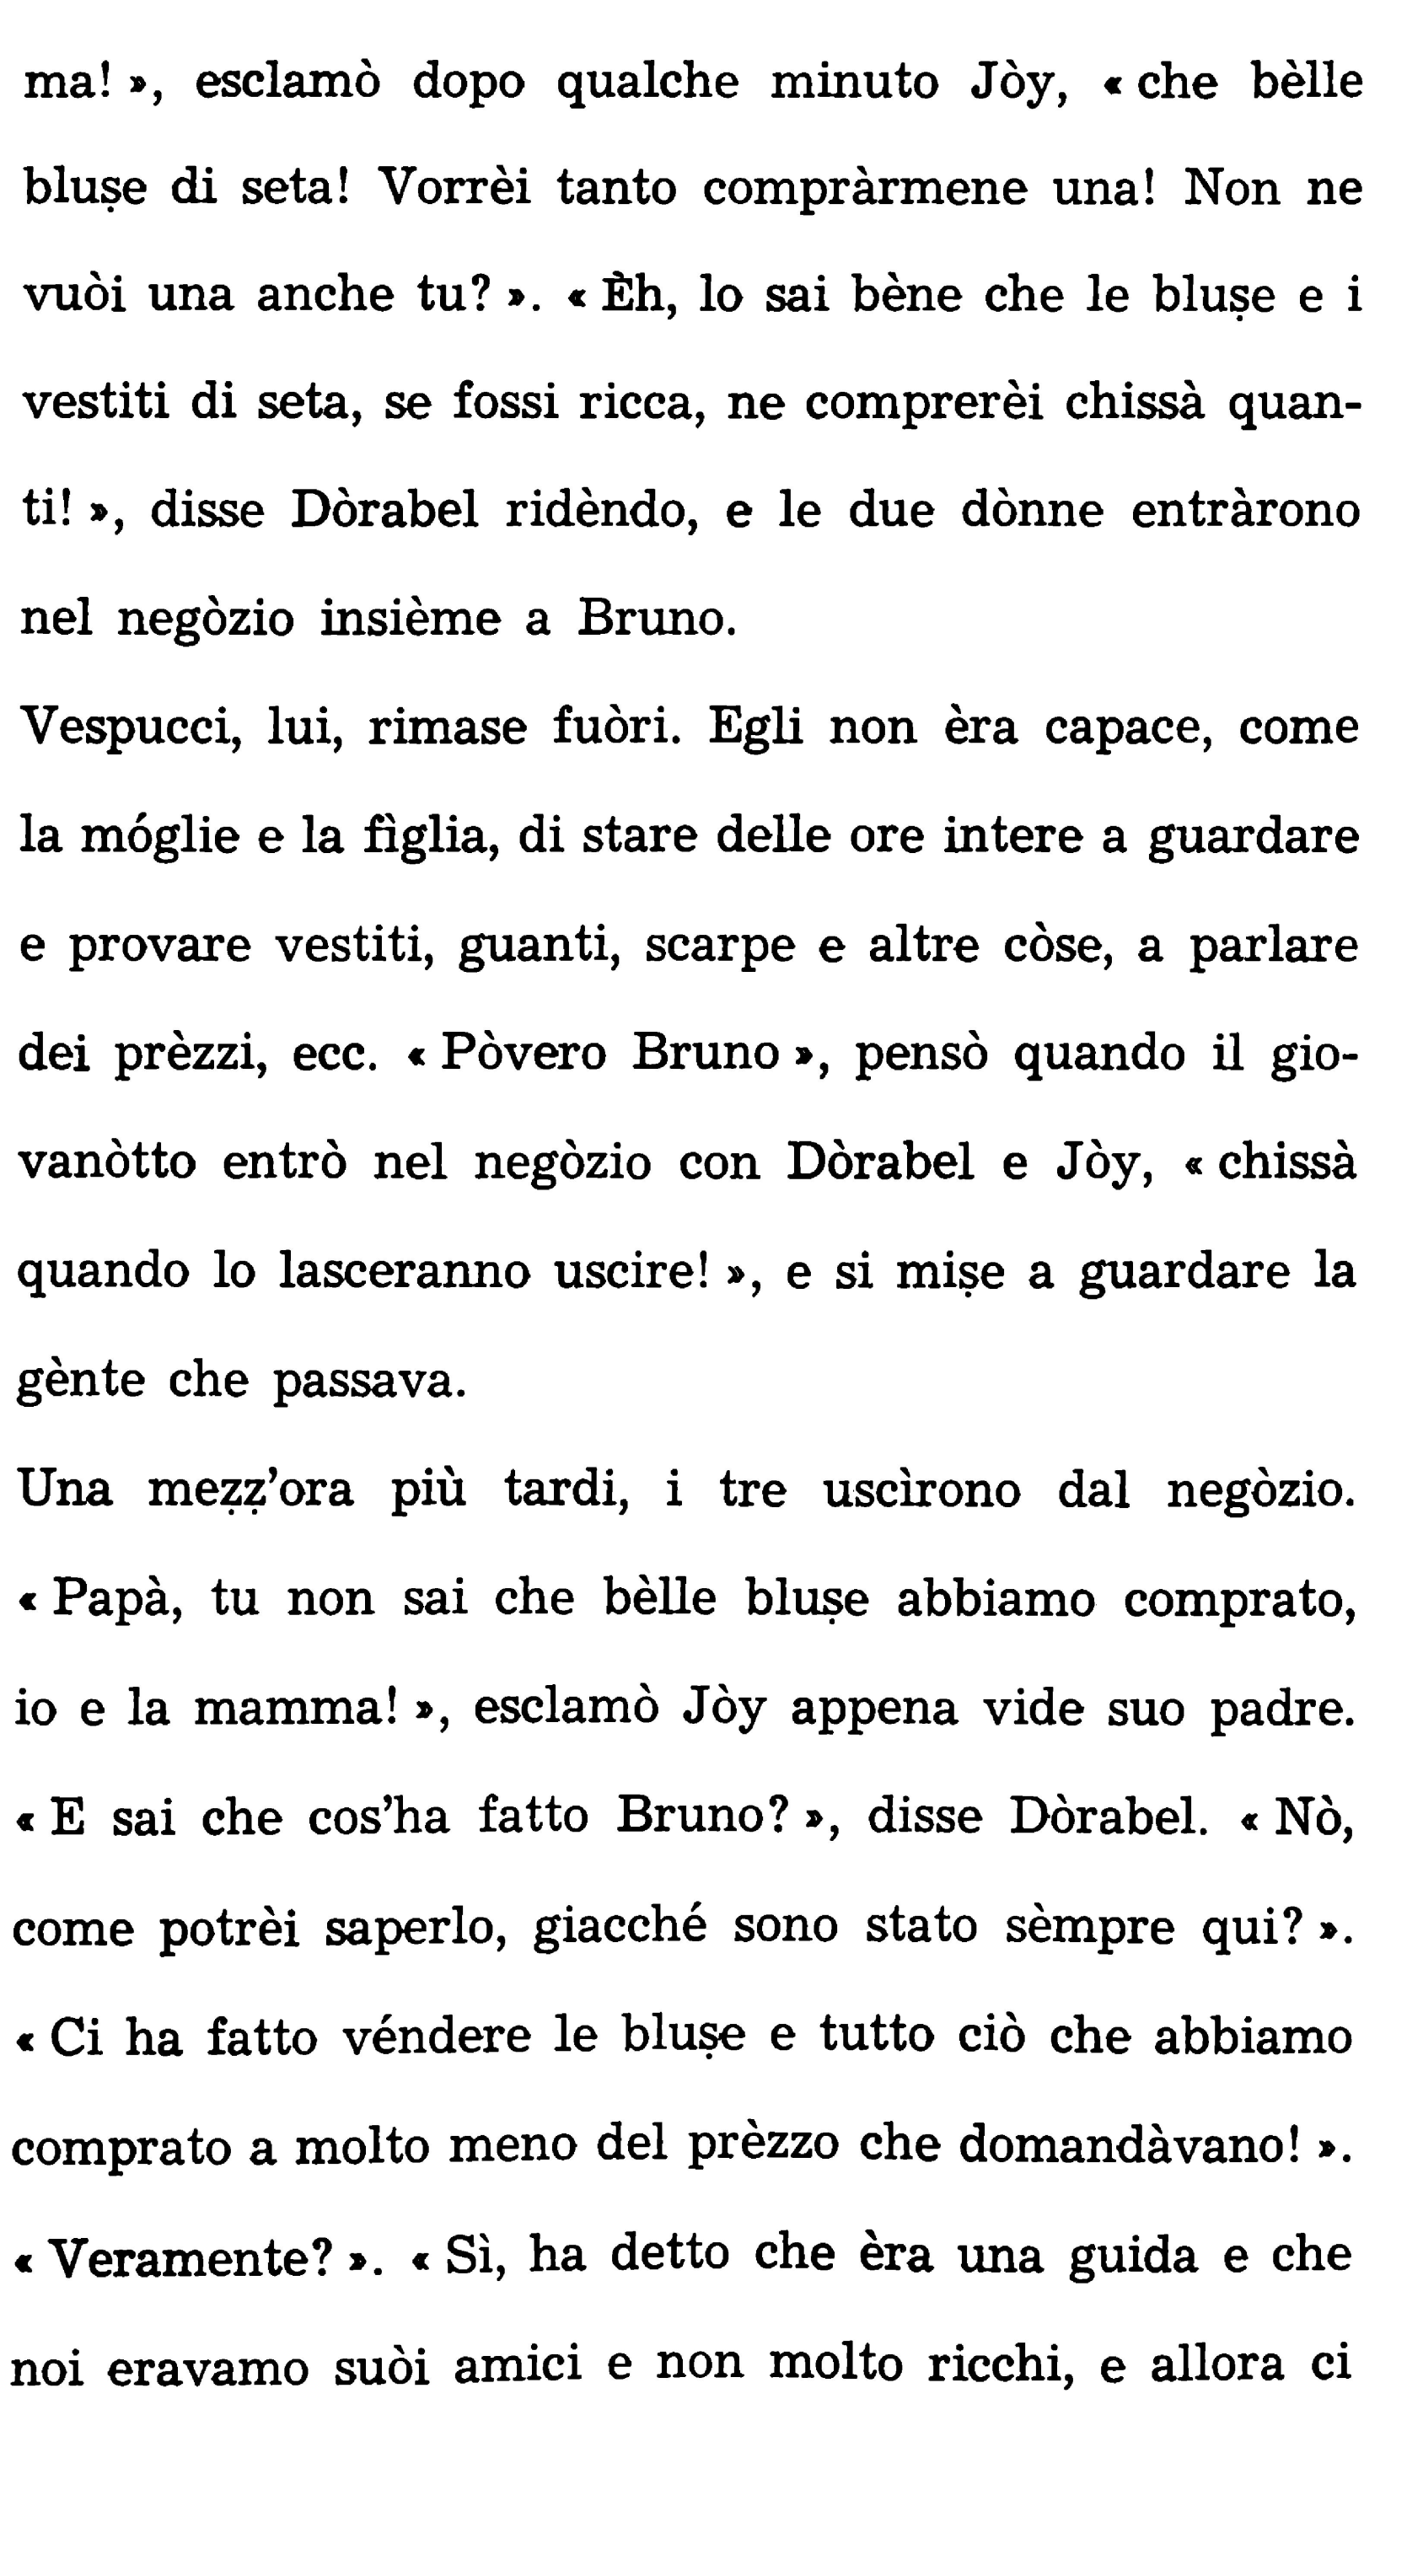 ma! », esclamò dopo qualche minuto Jòy, « che bèlle
bluṣe di seta! Vorrèi tanto compràrmene una! Non ne
vuòi una anche tu? ». « Èh, lo sai bène che le bluṣe e i
vestiti di seta, se fossi ricca, ne comprerèi chissà quan-
ti! », disse Dòrabel ridèndo, e le due dònne entràrono
nel negòzio insième a Bruno.
Vespucci, lui, rimase fuòri. Egli non èra capace, come
la móglie e la fìglia, di stare delle ore intere a guardare
e provare vestiti, guanti, scarpe e altre còse, a parlare
dei prèzzi, ecc. « Pòvero Bruno », pensò quando il gio-
vanòtto entrò nel negòzio con Dòrabel e Jòy, « chissà
quando lo lasceranno uscire! », e si miṣe a guardare la
gènte che passava.
Una meẓẓ'ora più tardi, i tre uscìrono dal negòzio.
« Papà, tu non sai che bèlle bluṣe abbiamo comprato,
io e la mamma! », esclamò Jòy appena vide suo padre.
« E sai che cos'ha fatto Bruno? », disse Dòrabel. « Nò,
come potrèi saperlo, giacché sono stato sèmpre qui? ».
« Ci ha fatto véndere le bluṣe e tutto ciò che abbiamo
comprato a molto meno del prèzzo che domandàvano! ».
« Veramente? ». « Sì, ha detto che èra una guida e che
noi eravamo suòi amici e non molto ricchi, e allora ci